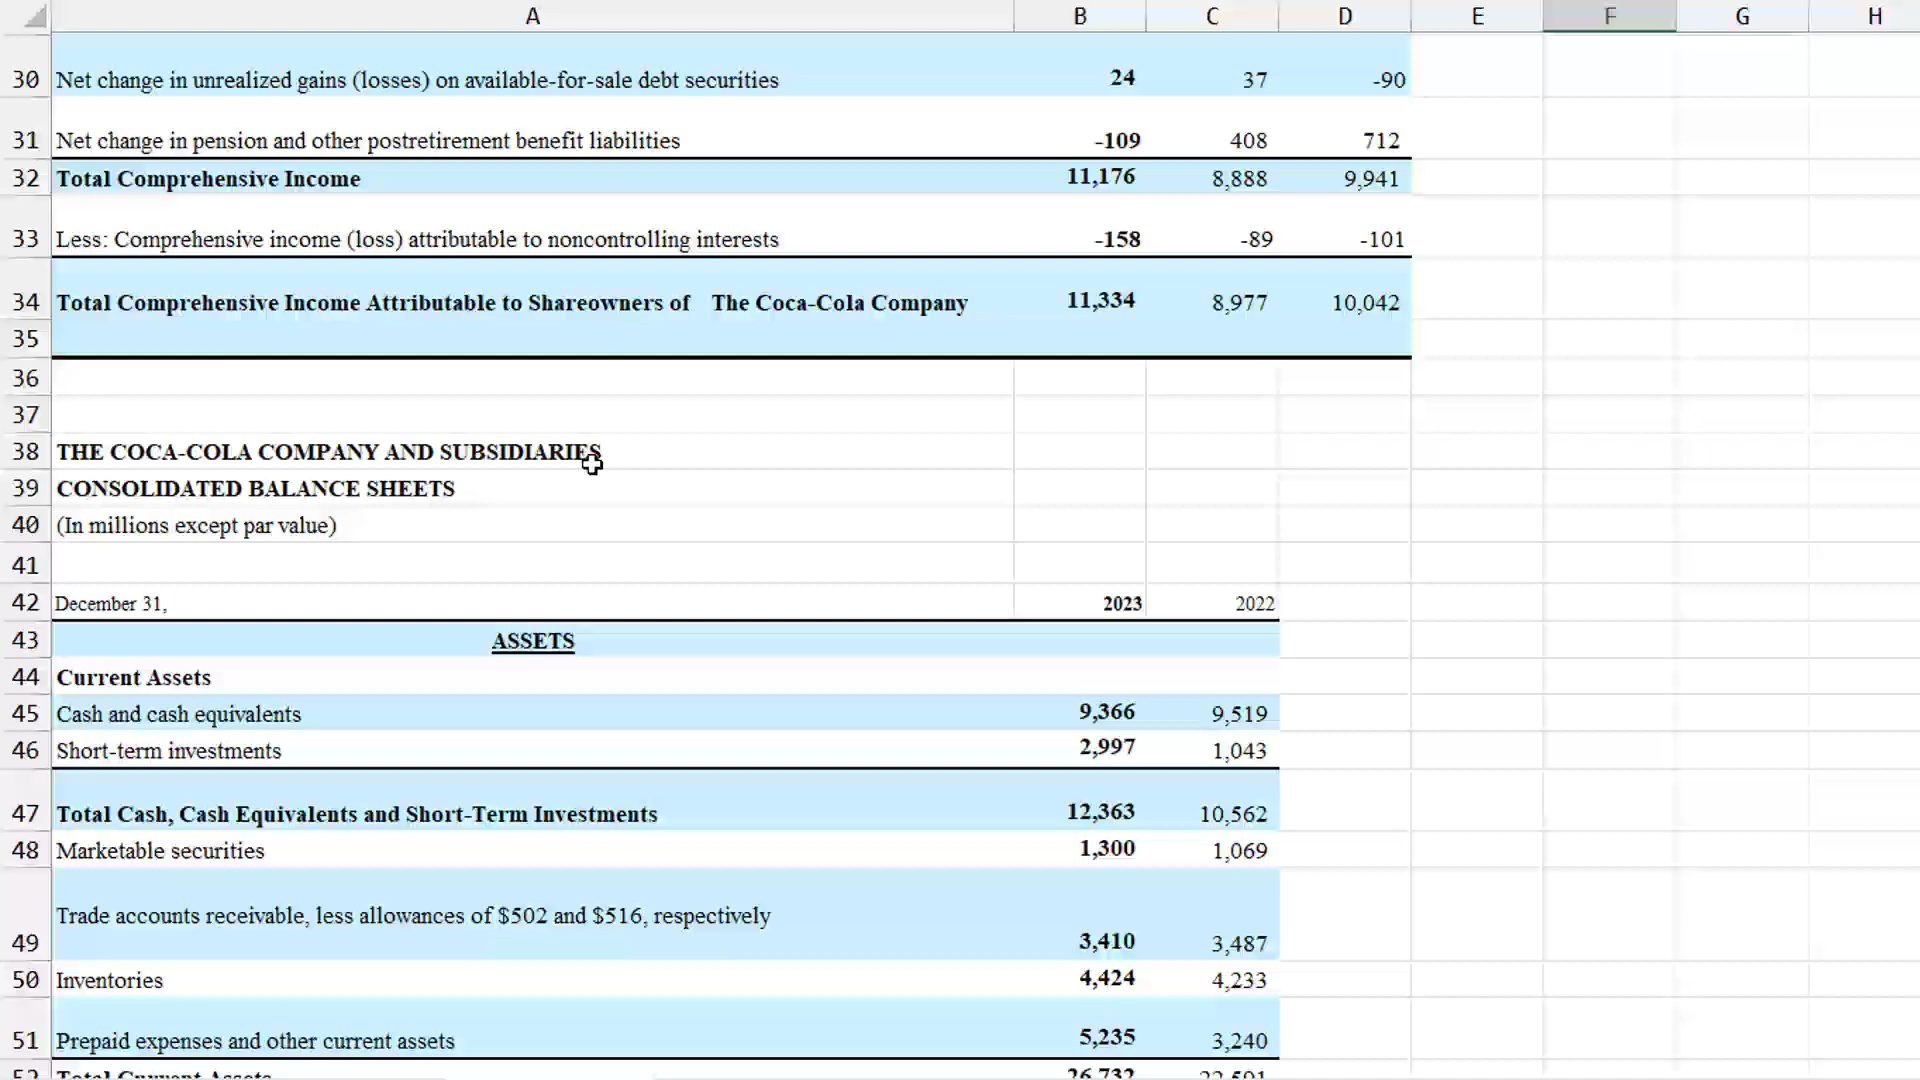 A B C D E F G H
30 Net change in unrealized gains (losses) on available-for-sale debt securities 24 37 -90
31 Net change in pension and other postretirement benefit liabilities -109 408 712
32 Total Comprehensive Income 11,176 8,888 9,941
33 Less: Comprehensive income (loss) attributable to noncontrolling interests -158 -89 -101
34 Total Comprehensive Income Attributable to Shareowners of The Coca-Cola Company 11,334 8,977 10,042
35
36
37
38 THE COCA-COLA COMPANY AND SUBSIDIARIES
39 CONSOLIDATED BALANCE SHEETS
40 (In millions except par value)
41
42 December 31, 2023 2022
43 ASSETS
44 Current Assets
45 Cash and cash equivalents 9,366 9,519
46 Short-term investments 2,997 1,043
47 Total Cash, Cash Equivalents and Short-Term Investments 12,363 10,562
48 Marketable securities 1,300 1,069
49 Trade accounts receivable, less allowances of $502 and $516, respectively 3,410 3,487
50 Inventories 4,424 4,233
51 Prepaid expenses and other current assets 5,235 3,240
52 Total Current Assets 26,732 22,591